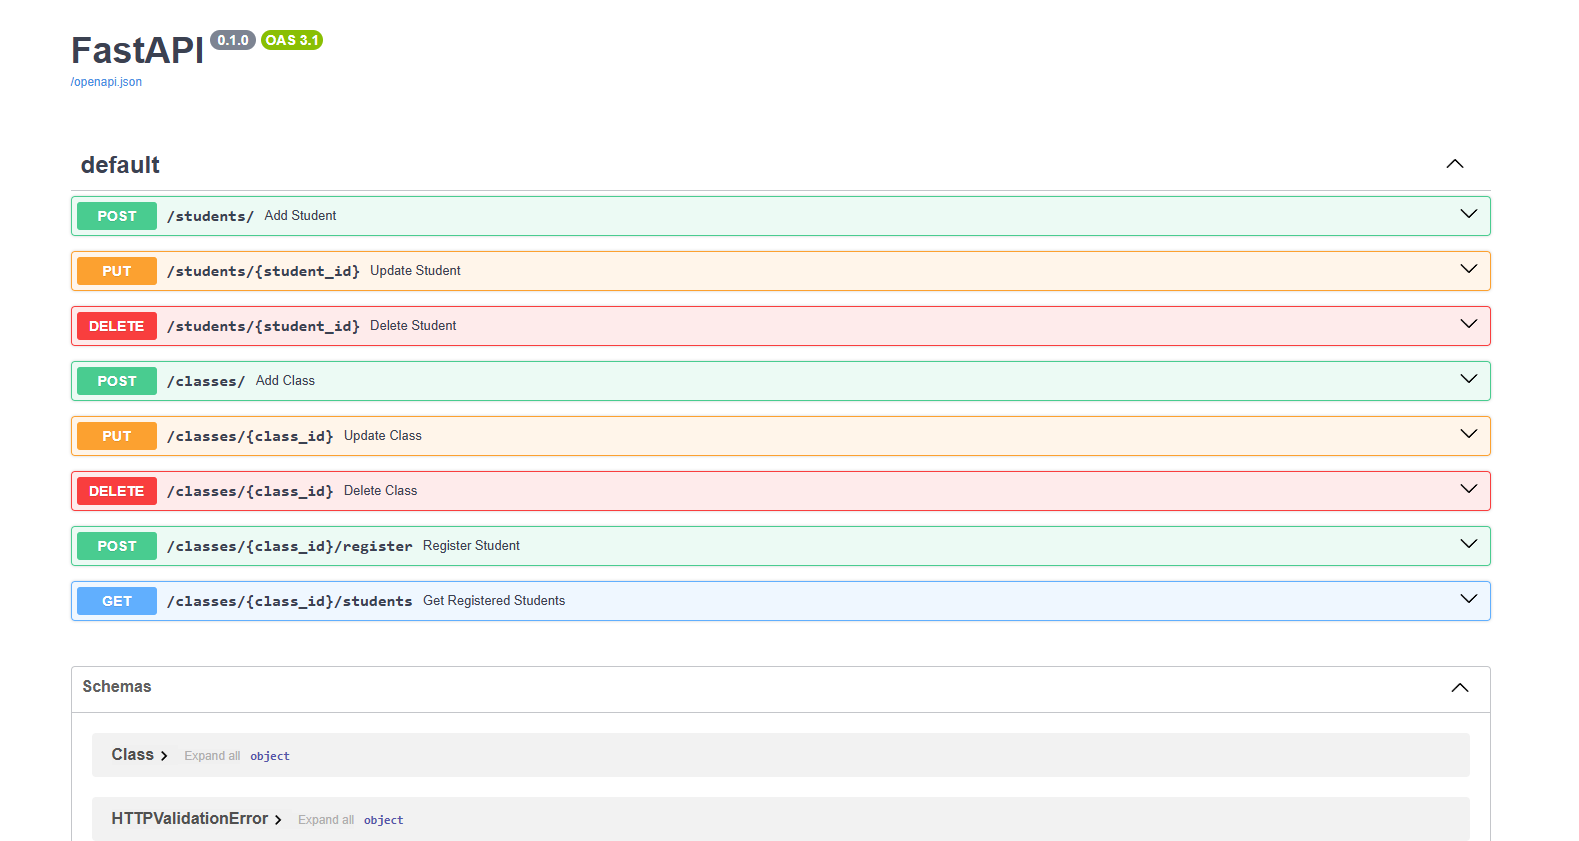 FastAPI 0.1.0 OAS 3.1
/openapi.json
default
POST /students/ Add Student
PUT /students/{student_id} Update Student
DELETE /students/{student_id} Delete Student
POST /classes/ Add Class
PUT /classes/{class_id} Update Class
DELETE /classes/{class_id} Delete Class
POST /classes/{class_id}/register Register Student
GET /classes/{class_id}/students Get Registered Students
Schemas
Class Expand all object
HTTPValidationError Expand all object